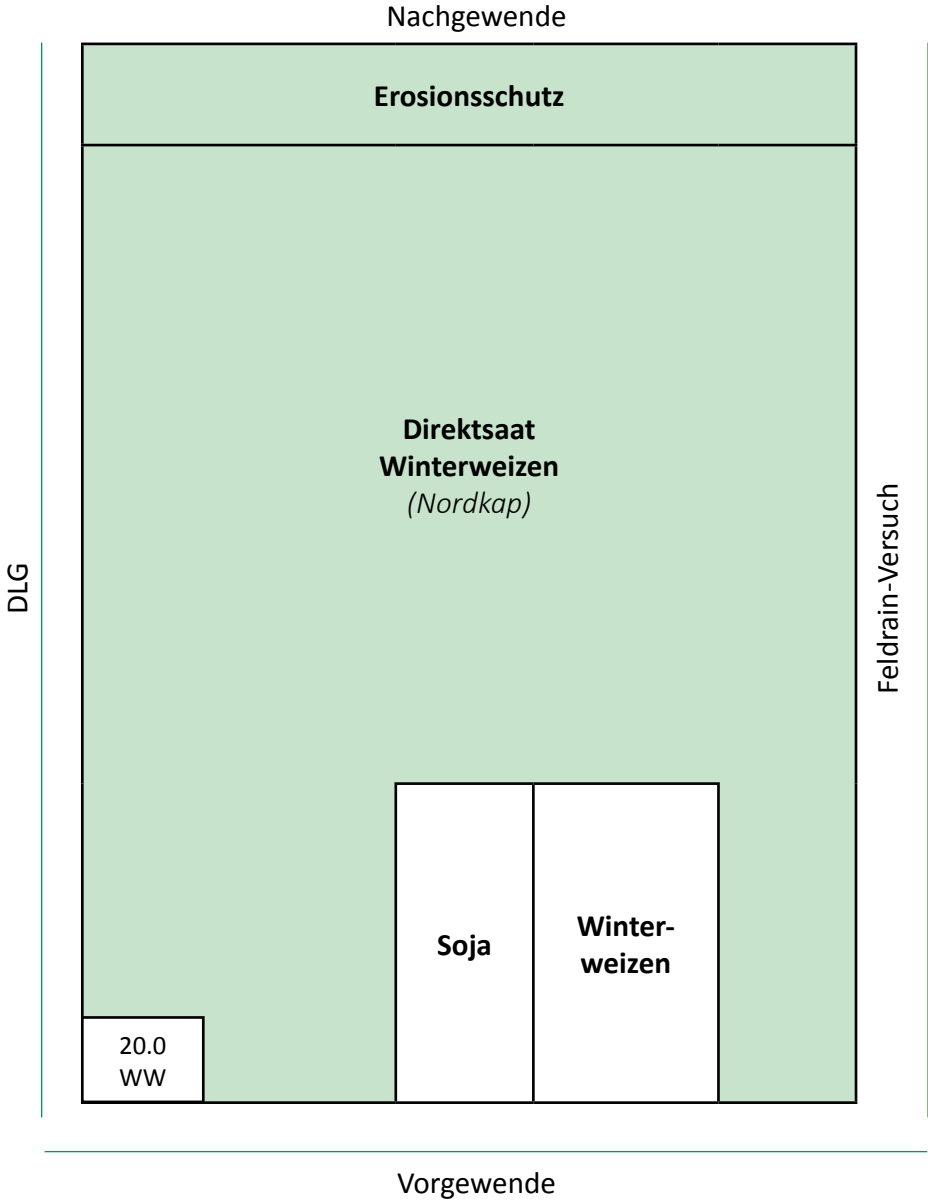 Nachgewende
Erosionsschutz
Direktsaat
Winterweizen
(Nordkap)
DLG
Feldrain-Versuch
Soja
Winter-
weizen
20.0
WW
Vorgewende